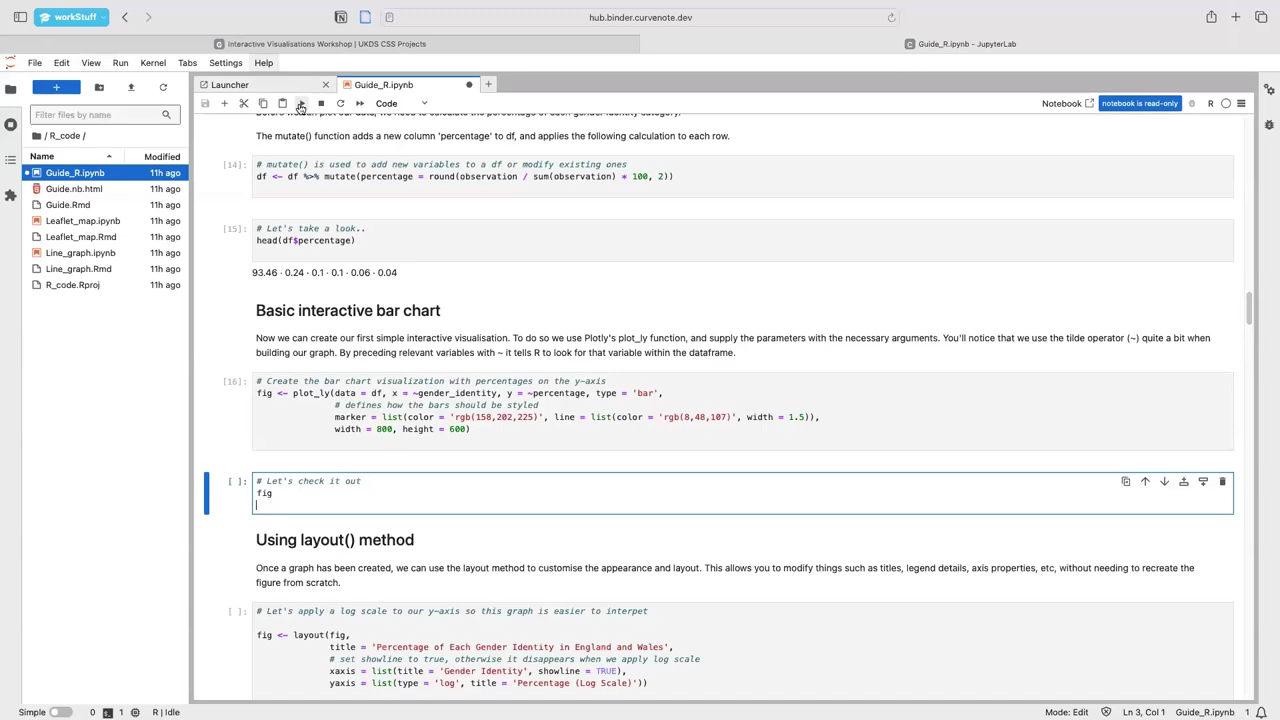 workStuff
hub.binder.curvenote.dev
Interactive Visualisations Workshop | UKDS CSS Projects
Guide_R.ipynb - JupyterLab
File Edit View Run Kernel Tabs Settings Help
Launcher
Guide_R.ipynb
Code
Notebook
notebook is read-only
R
Filter files by name
/ R_code /
Name Modified
Guide_R.ipynb 11h ago
Guide.nb.html 11h ago
Guide.Rmd 11h ago
Leaflet_map.ipynb 11h ago
Leaflet_map.Rmd 11h ago
Line_graph.ipynb 11h ago
Line_graph.Rmd 11h ago
R_code.Rproj 11h ago
The mutate() function adds a new column 'percentage' to df, and applies the following calculation to each row.
[14]: # mutate() is used to add new variables to a df or modify existing ones
df <- df %>% mutate(percentage = round(observation / sum(observation) * 100, 2))
[15]: # Let's take a look..
head(df$percentage)
93.46 · 0.24 · 0.1 · 0.1 · 0.06 · 0.04
Basic interactive bar chart
Now we can create our first simple interactive visualisation. To do so we use Plotly's plot_ly function, and supply the parameters with the necessary arguments. You'll notice that we use the tilde operator (~) quite a bit when
building our graph. By preceding relevant variables with ~ it tells R to look for that variable within the dataframe.
[16]: # Create the bar chart visualization with percentages on the y-axis
fig <- plot_ly(data = df, x = ~gender_identity, y = ~percentage, type = 'bar',
# defines how the bars should be styled
marker = list(color = 'rgb(158,202,225)', line = list(color = 'rgb(8,48,107)', width = 1.5)),
width = 800, height = 600)
[ ]: # Let's check it out
fig
Using layout() method
Once a graph has been created, we can use the layout method to customise the appearance and layout. This allows you to modify things such as titles, legend details, axis properties, etc, without needing to recreate the
figure from scratch.
[ ]: # Let's apply a log scale to our y-axis so this graph is easier to interpet
fig <- layout(fig,
title = 'Percentage of Each Gender Identity in England and Wales',
# set showline to true, otherwise it disappears when we apply log scale
xaxis = list(title = 'Gender Identity', showline = TRUE),
yaxis = list(type = 'log', title = 'Percentage (Log Scale)'))
Simple 0 1 R | Idle
Mode: Edit Ln 3, Col 1 Guide_R.ipynb 1